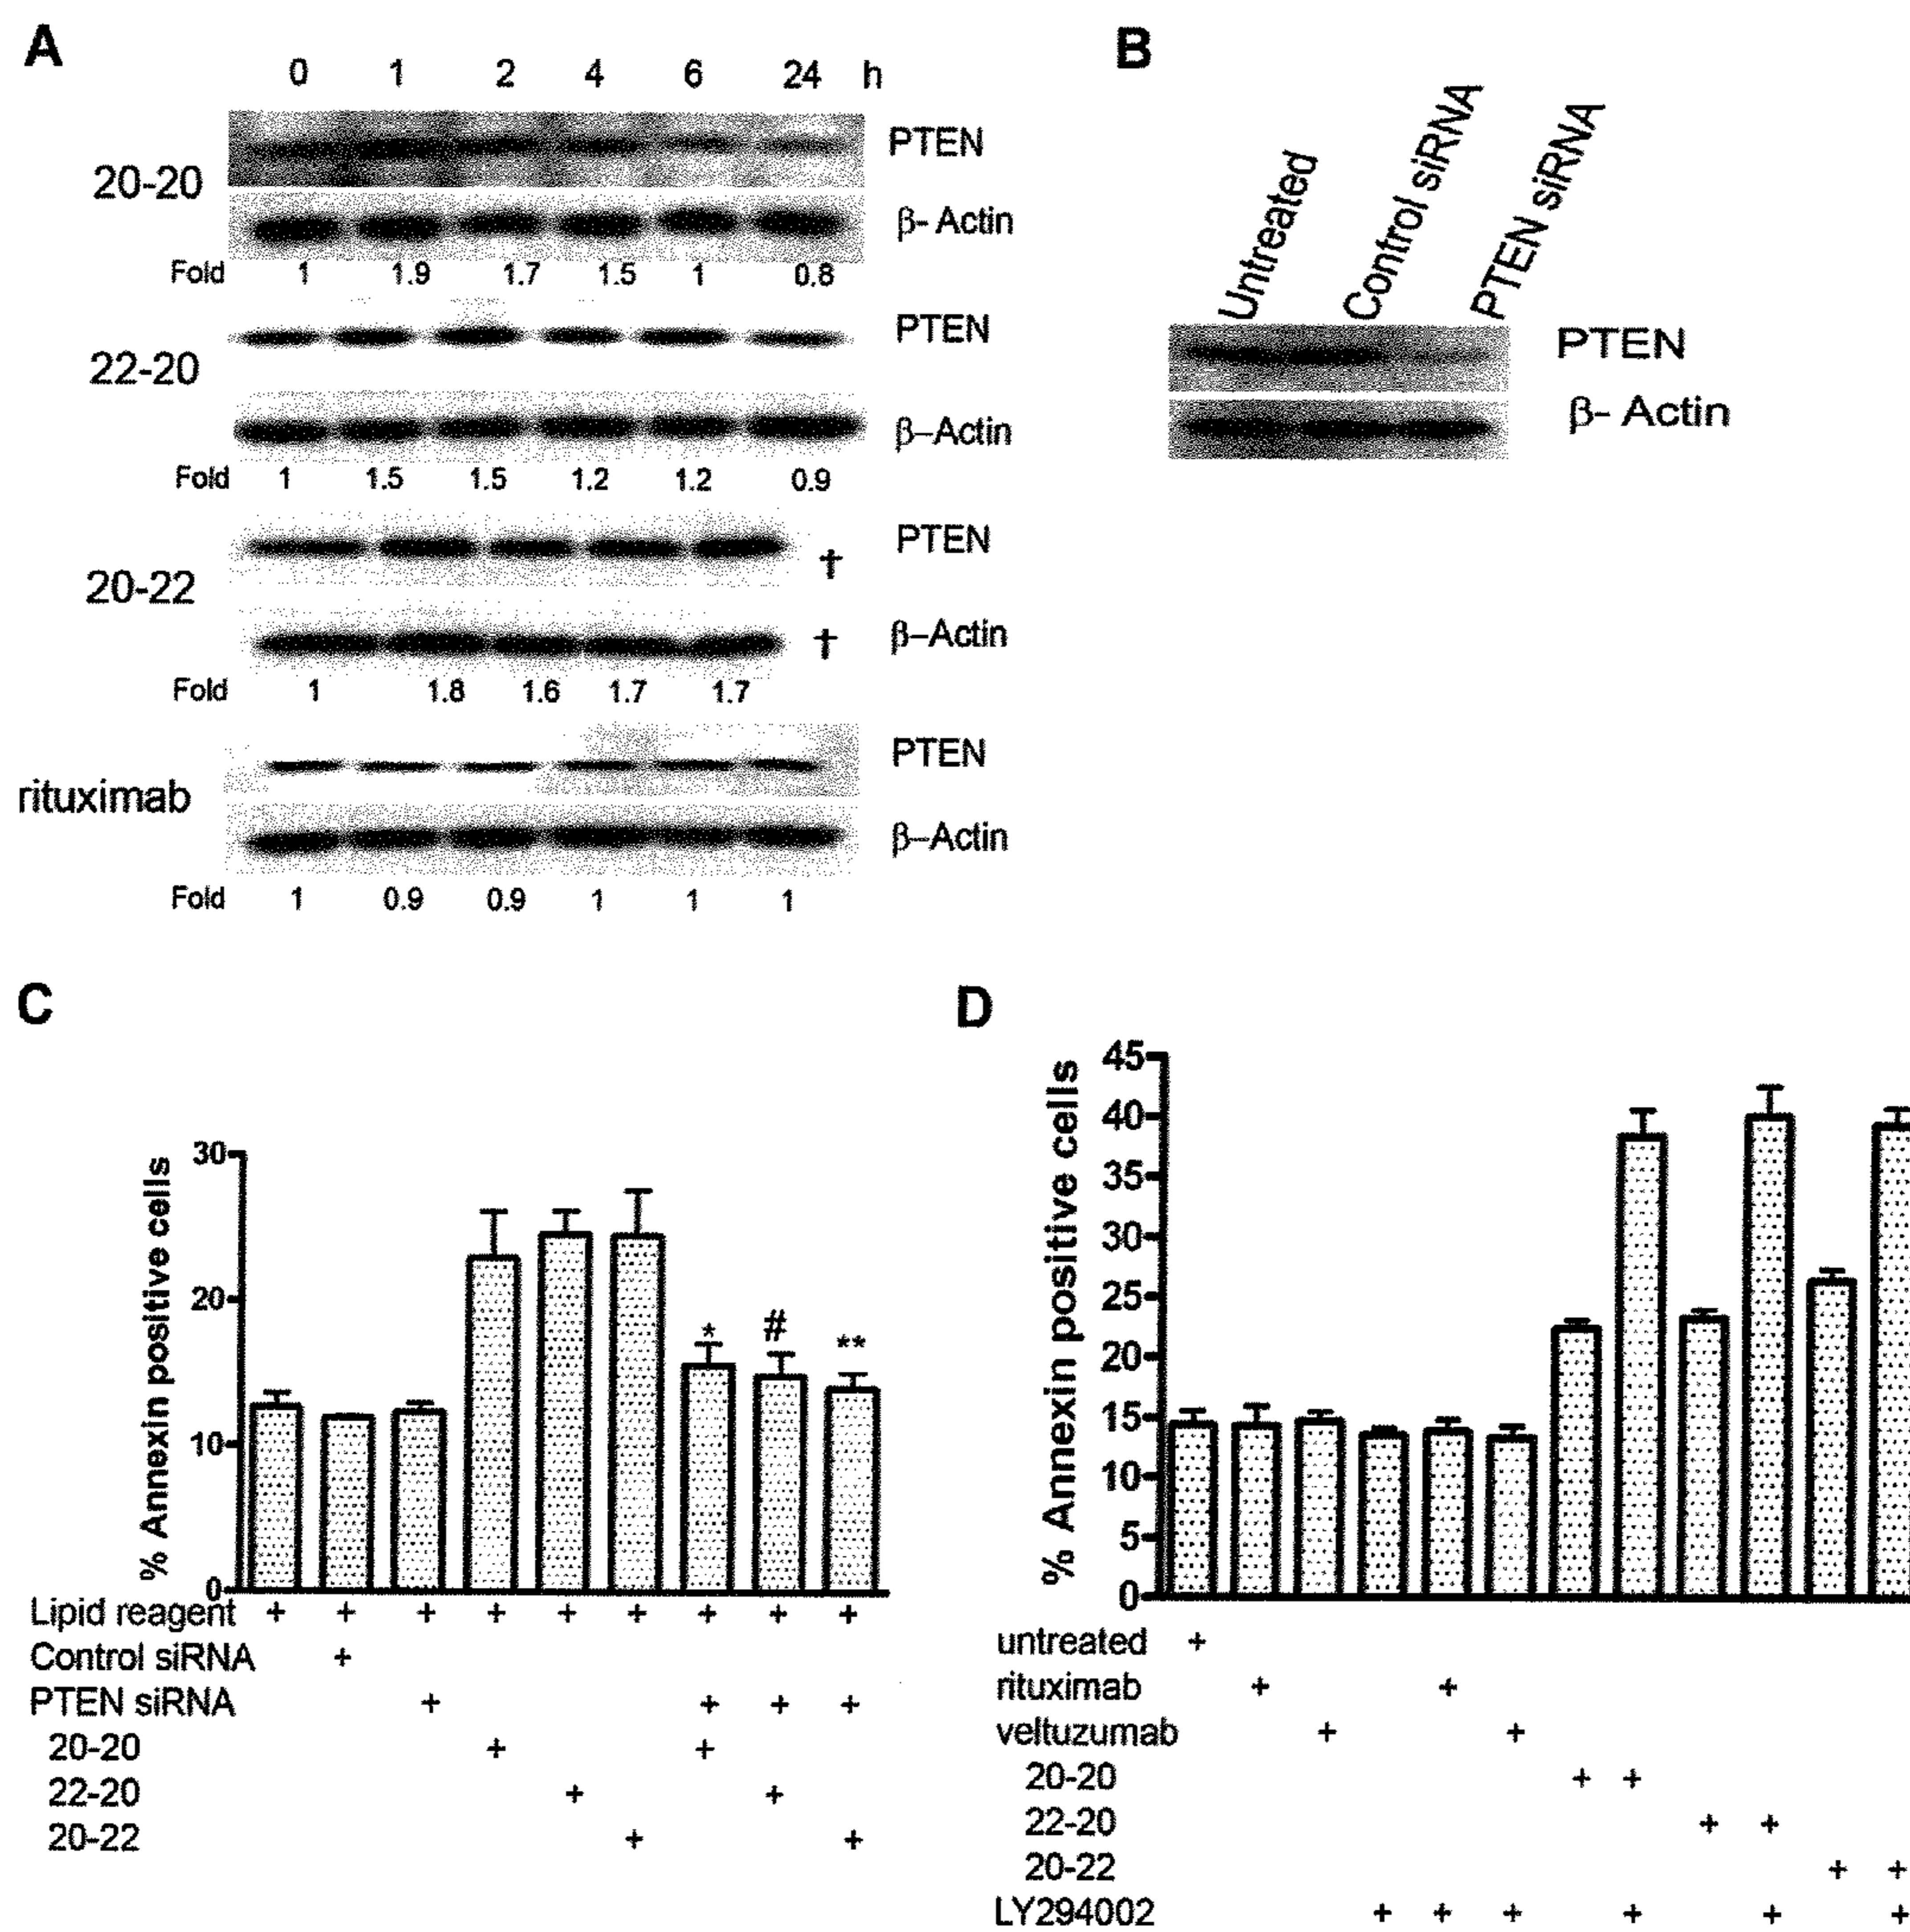 A
0 1 2 4 6 24 h
20-20
PTEN
β- Actin
Fold 1 1.9 1.7 1.5 1 0.8
22-20
PTEN
β-Actin
Fold 1 1.5 1.5 1.2 1.2 0.9
20-22
PTEN †
β-Actin †
Fold 1 1.8 1.6 1.7 1.7
rituximab
PTEN
β-Actin
Fold 1 0.9 0.9 1 1 1
B
Untreated
Control siRNA
PTEN siRNA
PTEN
β- Actin
C
% Annexin positive cells
30
20
10
0
* # **
Lipid reagent + + + + + + + + +
Control siRNA +
PTEN siRNA + + + +
20-20 + +
22-20 + +
20-22 + +
D
% Annexin positive cells
45
40
35
30
25
20
15
10
5
0
untreated +
rituximab + +
veltuzumab + +
20-20 + +
22-20 + +
20-22 + +
LY294002 + + + + + +